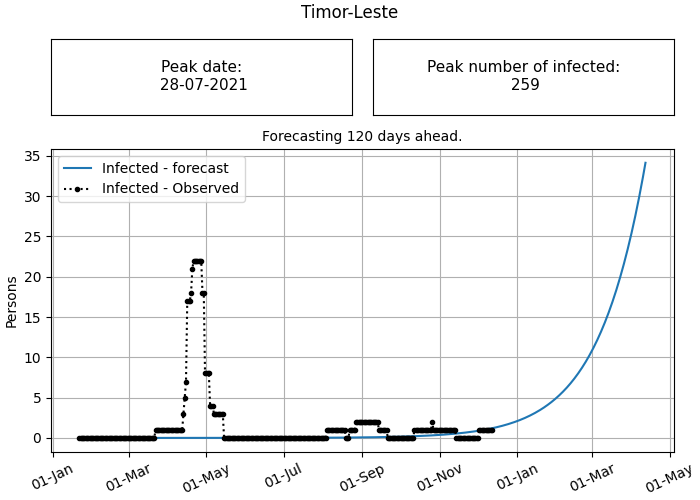 Timor-Leste
Peak date:
28-07-2021
Peak number of infected:
259
Forecasting 120 days ahead.
Infected - forecast
Infected - Observed
Persons
35
30
25
20
15
10
5
0
01-Jan
01-Mar
01-May
01-Jul
01-Sep
01-Nov
01-Jan
01-Mar
01-May